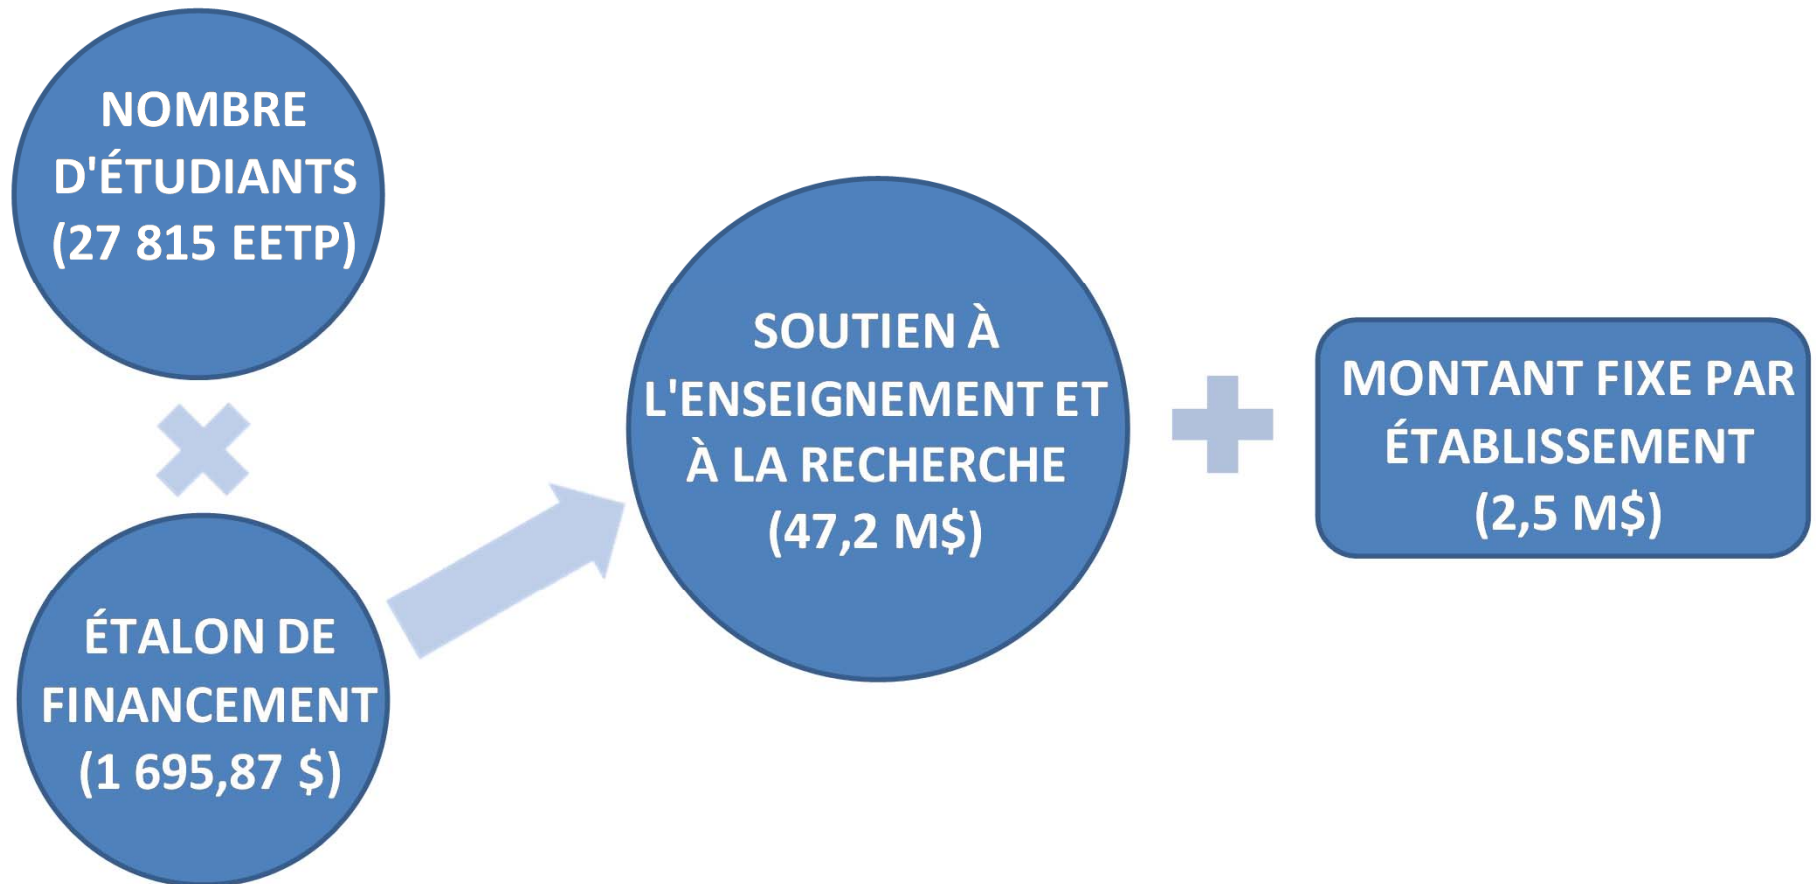 NOMBRE
D'ÉTUDIANTS
(27 815 EETP)
ÉTALON DE
FINANCEMENT
(1 695,87 $)
SOUTIEN À
L'ENSEIGNEMENT ET
À LA RECHERCHE
(47,2 M$)
MONTANT FIXE PAR
ÉTABLISSEMENT
(2,5 M$)